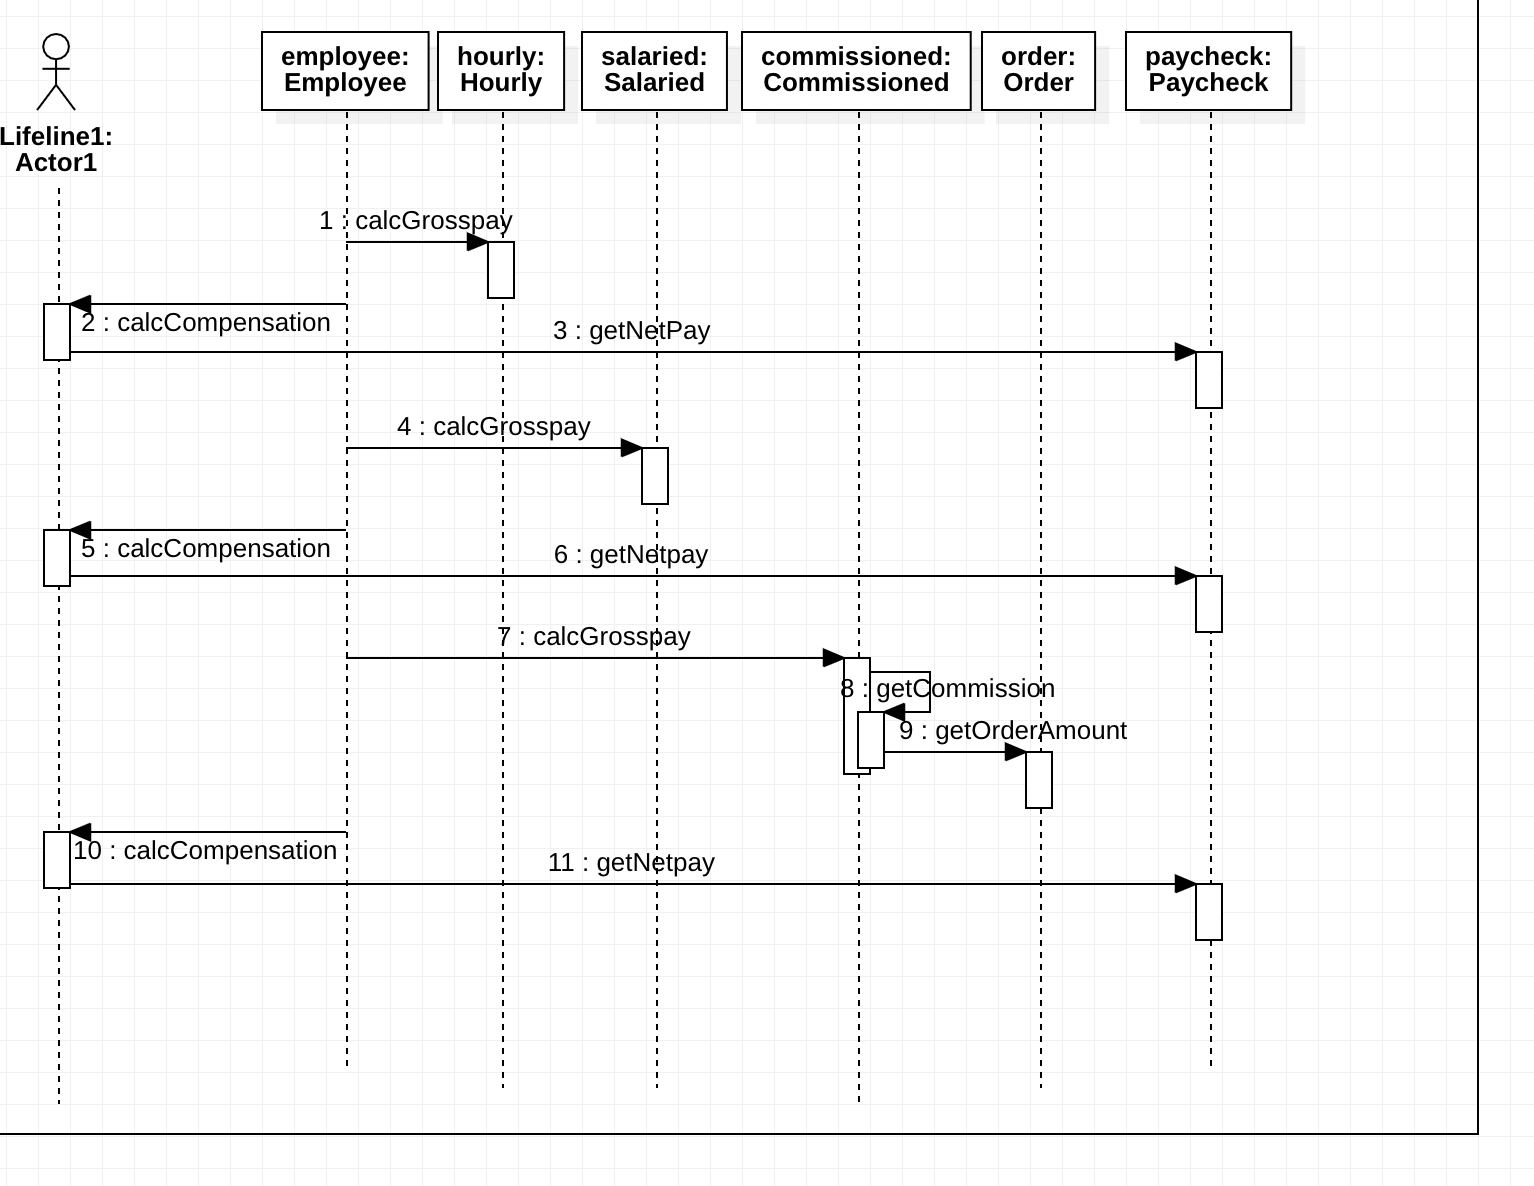 Lifeline1:
Actor1
employee:
Employee
hourly:
Hourly
salaried:
Salaried
commissioned:
Commissioned
order:
Order
paycheck:
Paycheck
1 : calcGrosspay
2 : calcCompensation
3 : getNetPay
4 : calcGrosspay
5 : calcCompensation
6 : getNetpay
7 : calcGrosspay
8 : getCommission
9 : getOrderAmount
10 : calcCompensation
11 : getNetpay